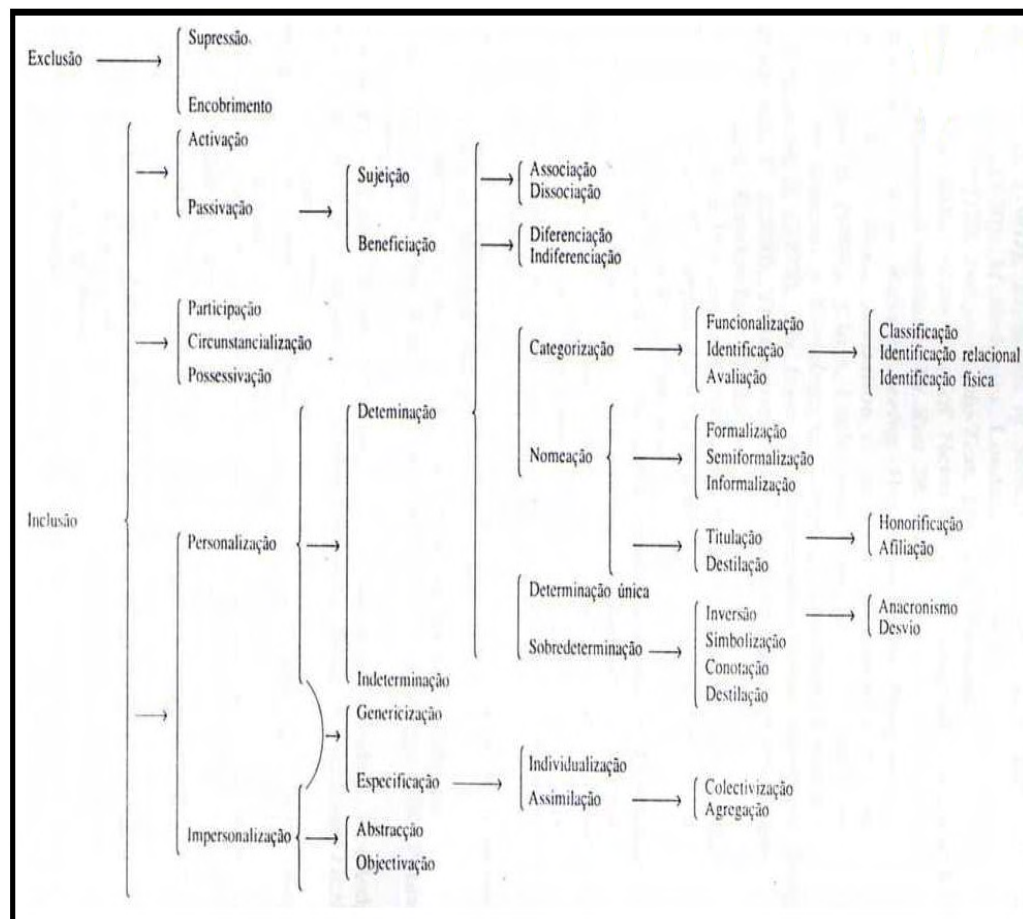 Exclusão
Supressão
Encobrimento
Inclusão
Activação
Passivação
Sujeição
Beneficiação
Participação
Circunstancialização
Possessivação
Personalização
Deteminação
Associação
Dissociação
Diferenciação
Indiferenciação
Categorização
Funcionalização
Identificação
Avaliação
Classificação
Identificação relacional
Identificação física
Nomeação
Formalização
Semiformalização
Informalização
Titulação
Destilação
Honorificação
Afiliação
Determinação única
Sobredeterminação
Inversão
Simbolização
Conotação
Destilação
Anacronismo
Desvio
Indeterminação
Genericização
Especificação
Individualização
Assimilação
Colectivização
Agregação
Impersonalização
Abstracção
Objectivação